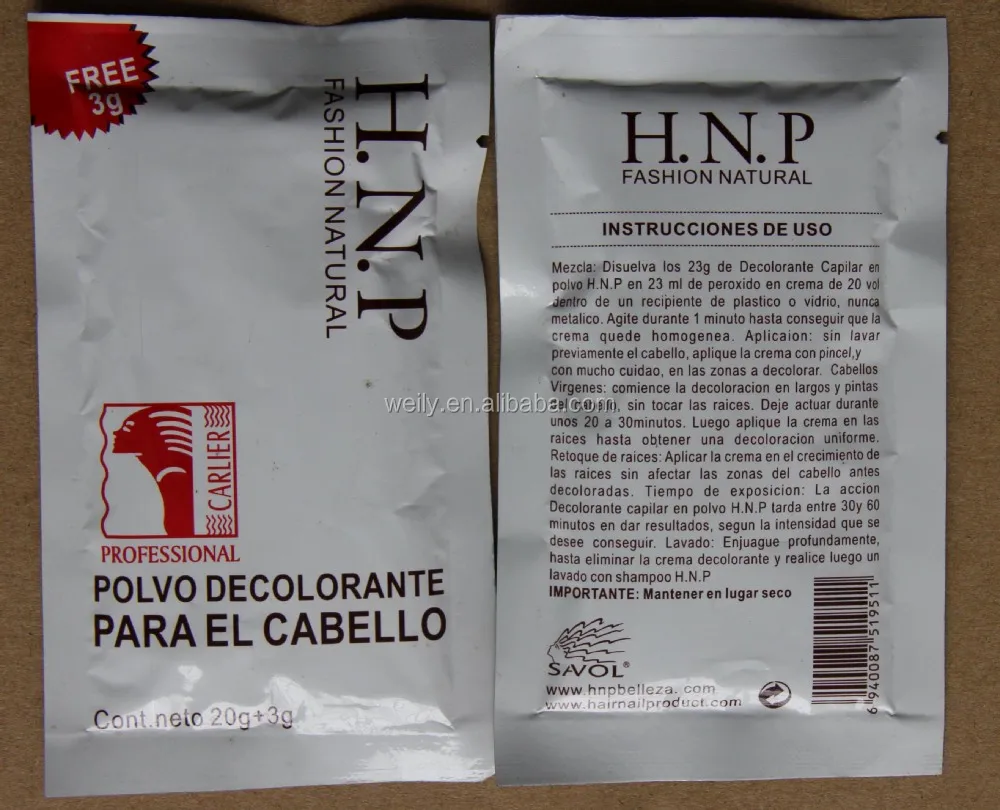 FREE
3g
H.N.P
FASHION NATURAL
CARLIER
PROFESSIONAL
POLVO DECOLORANTE
PARA EL CABELLO
Cont.neto 20g+3g
H.N.P
FASHION NATURAL
INSTRUCCIONES DE USO
Mezcla: Disuelva los 23g de Decolorante Capilar en
polvo H.N.P en 23 ml de peroxido en crema de 20 vol
dentro de un recipiente de plastico o vidrio, nunca
metalico. Agite durante 1 minuto hasta conseguir que la
crema quede homogenea. Aplicaion: sin lavar
previamente el cabello, aplique la crema con pincel,y
con mucho cuidao, en las zonas a decolorar. Cabellos
Virgenes: comience la decoloracion en largos y pintas
del cabello, sin tocar las raices. Deje actuar durante
unos 20 a 30minutos. Luego aplique la crema en las
raices hasta obtener una decoloracion uniforme.
Retoque de raices: Aplicar la crema en el crecimiento de
las raices sin afectar las zonas del cabello antes
decoloradas. Tiempo de exposicion: La accion
Decolorante capilar en polvo H.N.P tarda entre 30y 60
minutos en dar resultados, segun la intensidad que se
desee conseguir. Lavado: Enjuague profundamente,
hasta eliminar la crema decolorante y realice luego un
lavado con shampoo H.N.P
IMPORTANTE: Mantener en lugar seco
SAVOL®
www.hnpbelleza. com
www.hairnailproduct.com
6 940087 519511
weily.en.alibaba.com